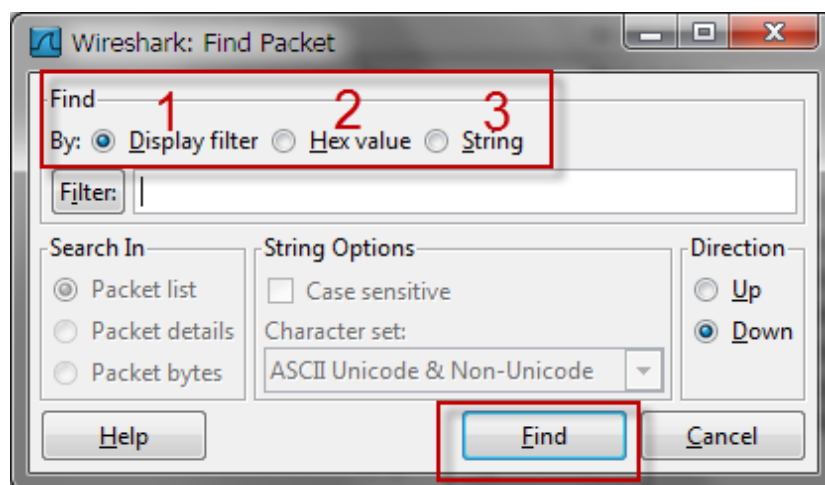 Wireshark: Find Packet
Find
1 2 3
By: Display filter Hex value String
Filter:
Search In
Packet list
Packet details
Packet bytes
String Options
Case sensitive
Character set:
ASCII Unicode & Non-Unicode
Direction
Up
Down
Help Find Cancel